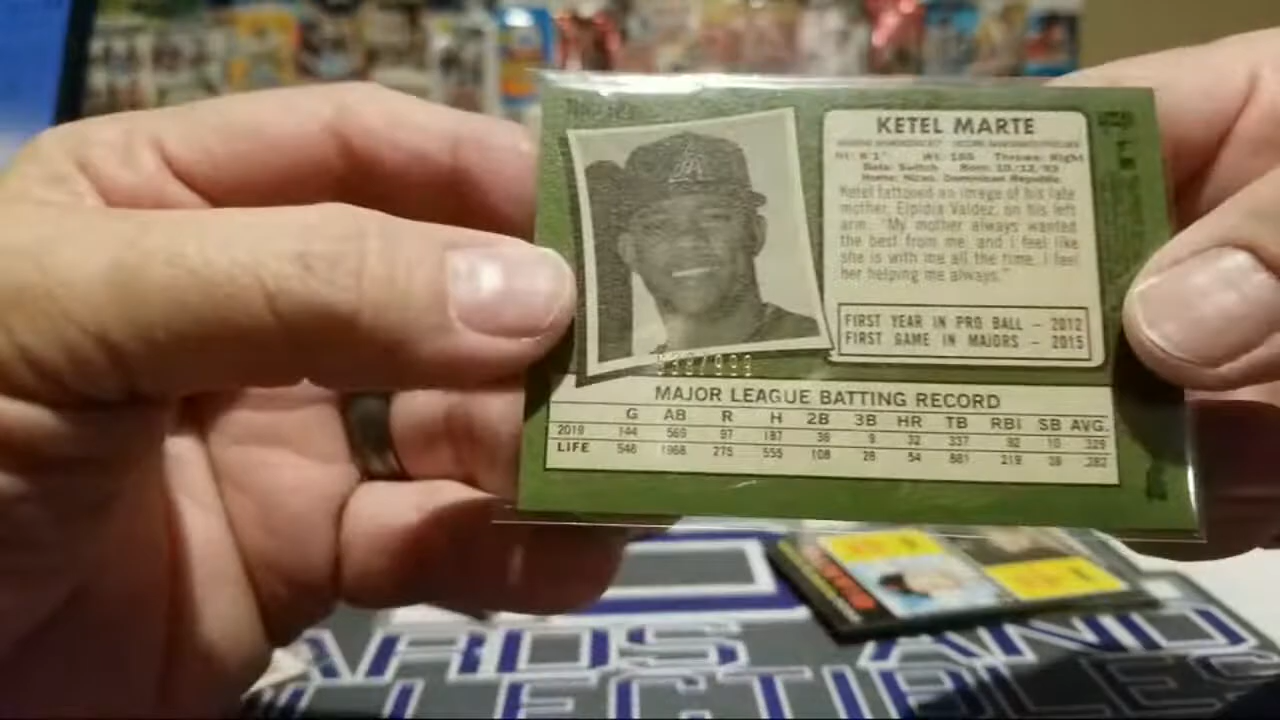 KETEL MARTE
Ht: 6'1" Wt: 165 Throws: Right
Bats: Switch Born: 10/12/93
Home: Nizao, Dominican Republic
Ketel tattooed an image of his late
mother, Elpidia Valdez, on his left
arm. "My mother always wanted
the best from me, and I feel like
she is with me all the time. I feel
her helping me always."
FIRST YEAR IN PRO BALL – 2012
FIRST GAME IN MAJORS – 2015
/999
MAJOR LEAGUE BATTING RECORD
G AB R H 2B 3B HR TB RBI SB AVG.
2019 144 569 97 187 36 9 32 337 92 10 .329
LIFE 548 1968 275 555 108 28 54 881 219 39 .282
ARDS AND
LLECTIBLES